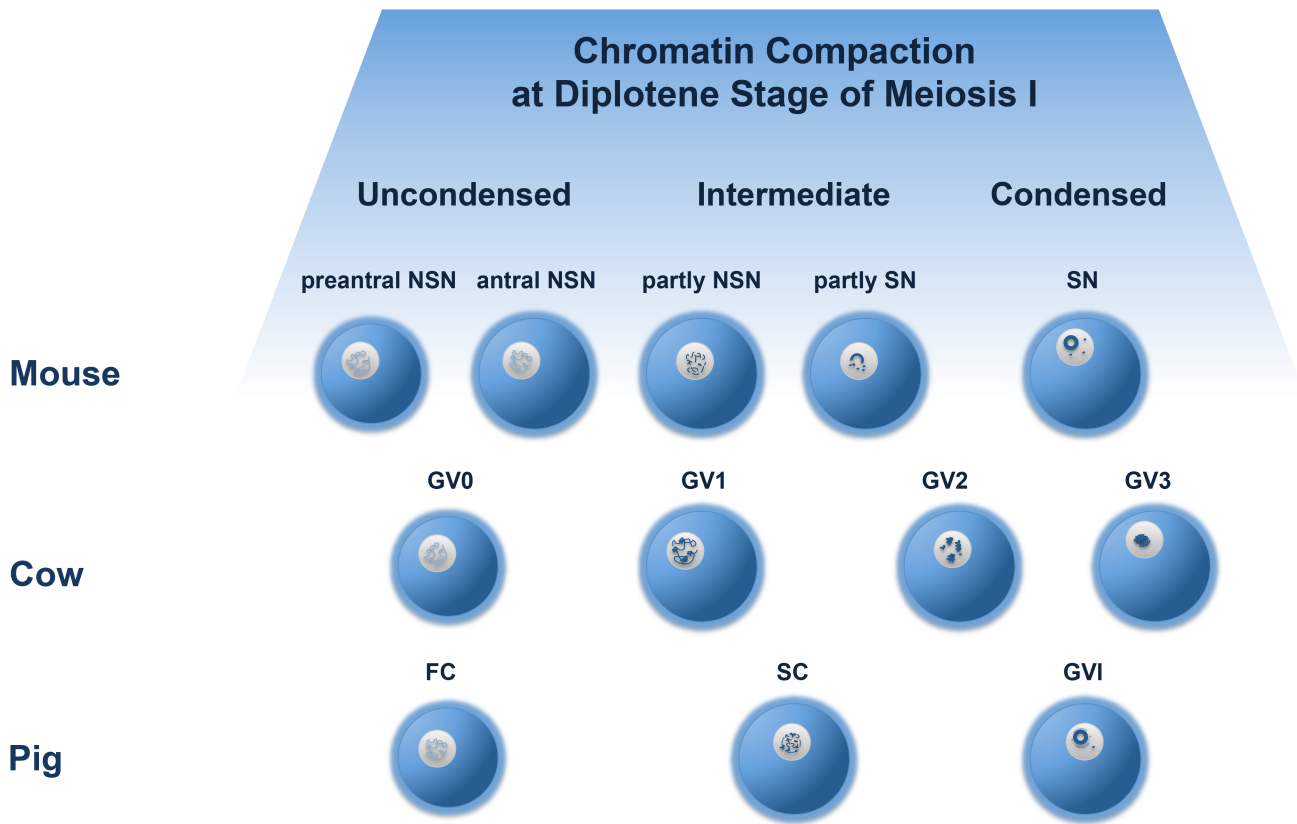 Chromatin Compaction
at Diplotene Stage of Meiosis I
Uncondensed Intermediate Condensed
preantral NSN antral NSN partly NSN partly SN SN
Mouse
GV0 GV1 GV2 GV3
Cow
FC SC GVI
Pig